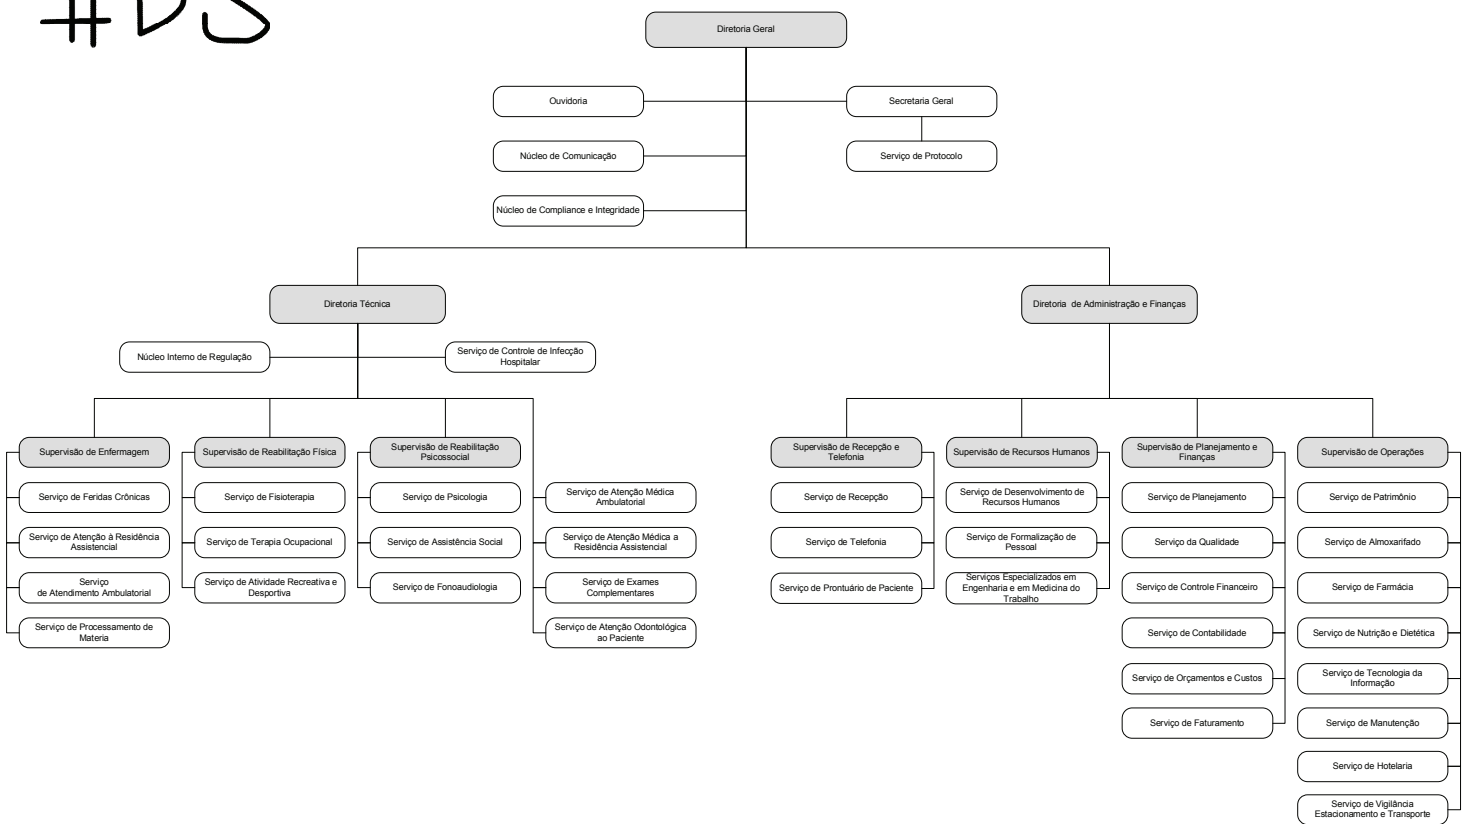 #DS
Diretoria Geral
Ouvidoria
Secretaria Geral
Núcleo de Comunicação
Serviço de Protocolo
Núcleo de Compliance e Integridade
Diretoria Técnica
Diretoria de Administração e Finanças
Núcleo Interno de Regulação
Serviço de Controle de Infecção
Hospitalar
Supervisão de Enfermagem
Serviço de Feridas Crônicas
Serviço de Atenção à Residência
Assistencial
Serviço
de Atendimento Ambulatorial
Serviço de Processamento de
Materia
Supervisão de Reabilitação Física
Serviço de Fisioterapia
Serviço de Terapia Ocupacional
Serviço de Atividade Recreativa e
Desportiva
Supervisão de Reabilitação
Psicossocial
Serviço de Psicologia
Serviço de Assistência Social
Serviço de Fonoaudiologia
Serviço de Atenção Médica
Ambulatorial
Serviço de Atenção Médica a
Residência Assistencial
Serviço de Exames
Complementares
Serviço de Atenção Odontológica
ao Paciente
Supervisão de Recepção e
Telefonia
Serviço de Recepção
Serviço de Telefonia
Serviço de Prontuário de Paciente
Supervisão de Recursos Humanos
Serviço de Desenvolvimento de
Recursos Humanos
Serviço de Formalização de
Pessoal
Serviços Especializados em
Engenharia e em Medicina do
Trabalho
Supervisão de Planejamento e
Finanças
Serviço de Planejamento
Serviço da Qualidade
Serviço de Controle Financeiro
Serviço de Contabilidade
Serviço de Orçamentos e Custos
Serviço de Faturamento
Supervisão de Operações
Serviço de Patrimônio
Serviço de Almoxarifado
Serviço de Farmácia
Serviço de Nutrição e Dietética
Serviço de Tecnologia da
Informação
Serviço de Manutenção
Serviço de Hotelaria
Serviço de Vigilância
Estacionamento e Transporte